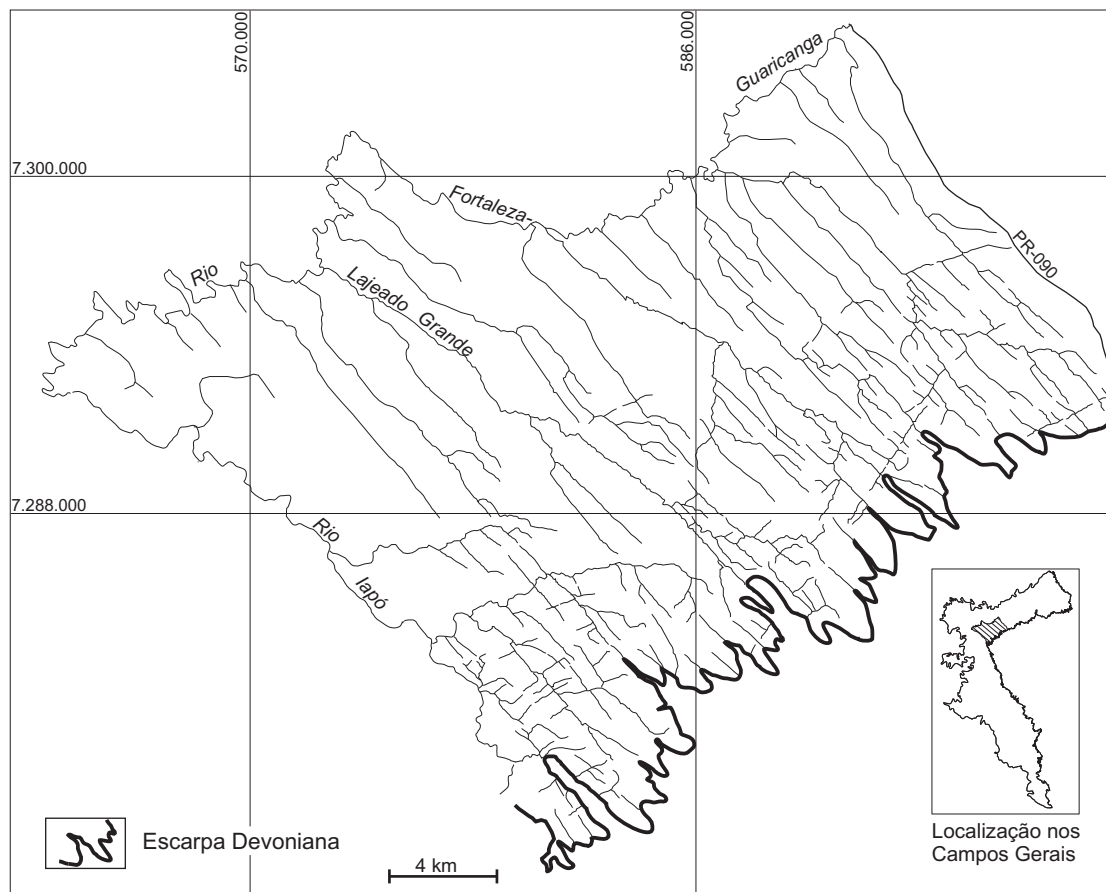 570.000
586.000
Guaricanga
7.300.000
Fortaleza-
PR-090
Rio
Lajeado Grande
7.288.000
Rio
Iapó
Escarpa Devoniana
4 km
Localização nos
Campos Gerais